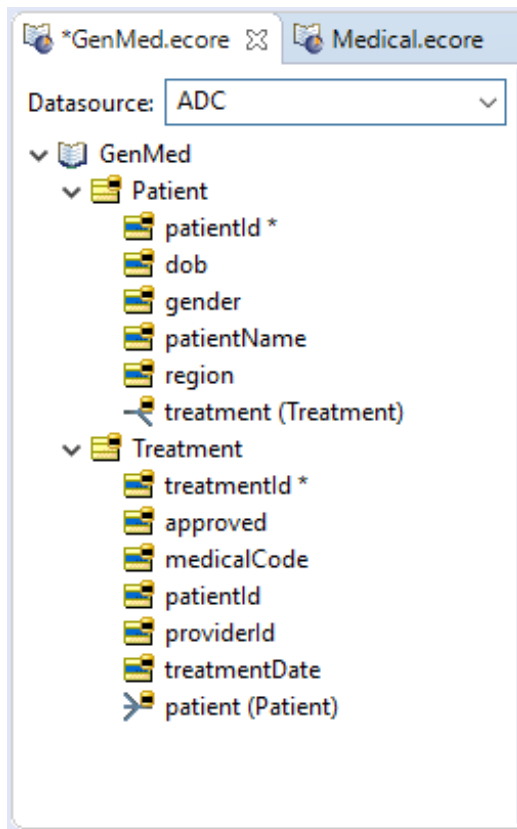 *GenMed.ecore Medical.ecore
Datasource: ADC
GenMed
Patient
patientId *
dob
gender
patientName
region
treatment (Treatment)
Treatment
treatmentId *
approved
medicalCode
patientId
providerId
treatmentDate
patient (Patient)